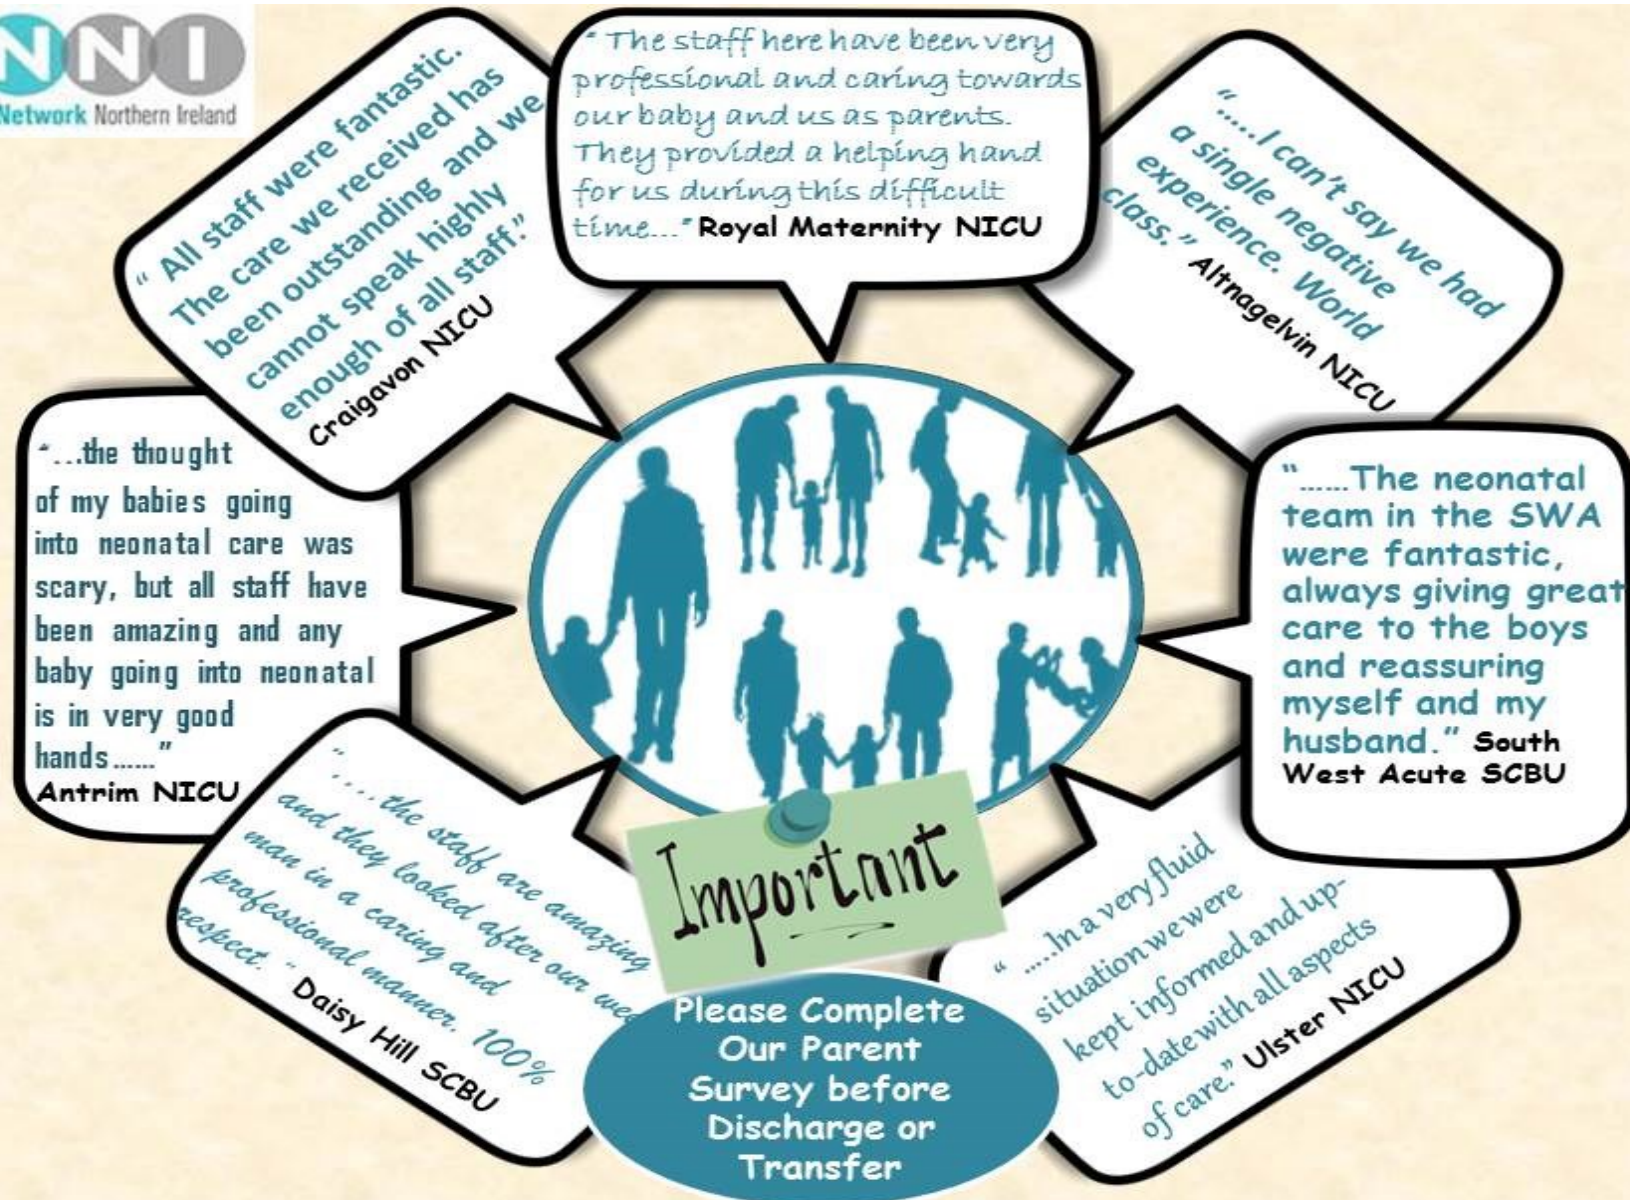 NNI
Network Northern Ireland
" All staff were fantastic.
The care we received has
been outstanding and we
cannot speak highly
enough of all staff."
Craigavon NICU
" The staff here have been very
professional and caring towards
our baby and us as parents.
They provided a helping hand
for us during this difficult
time..." Royal Maternity NICU
".....I can't say we had
a single negative
experience. World
class." Altnagelvin NICU
"...the thought
of my babies going
into neonatal care was
scary, but all staff have
been amazing and any
baby going into neonatal
is in very good
hands......"
Antrim NICU
"......The neonatal
team in the SWA
were fantastic,
always giving great
care to the boys
and reassuring
myself and my
husband." South
West Acute SCBU
"....the staff are amazing
and they looked after our wee
man in a caring and
professional manner. 100%
respect. " Daisy Hill SCBU
" .....In a very fluid
situation we were
kept informed and up-
to-date with all aspects
of care." Ulster NICU
Important
Please Complete
Our Parent
Survey before
Discharge or
Transfer